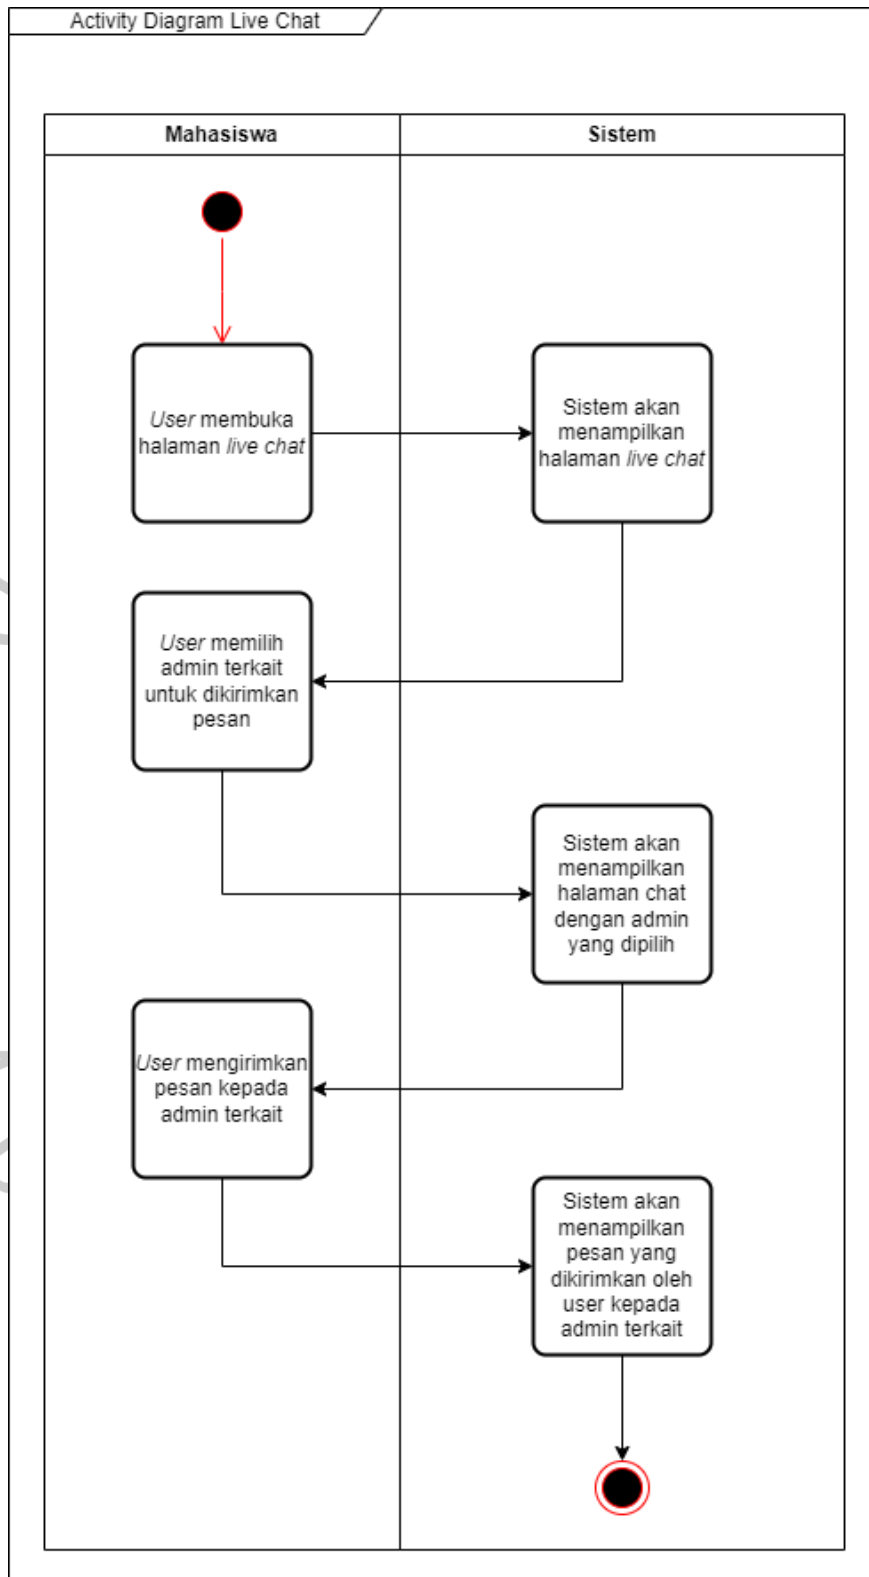 Activity Diagram Live Chat
Mahasiswa
Sistem
User membuka
halaman live chat
Sistem akan
menampilkan
halaman live chat
User memilih
admin terkait
untuk dikirimkan
pesan
Sistem akan
menampilkan
halaman chat
dengan admin
yang dipilih
User mengirimkan
pesan kepada
admin terkait
Sistem akan
menampilkan
pesan yang
dikirimkan oleh
user kepada
admin terkait